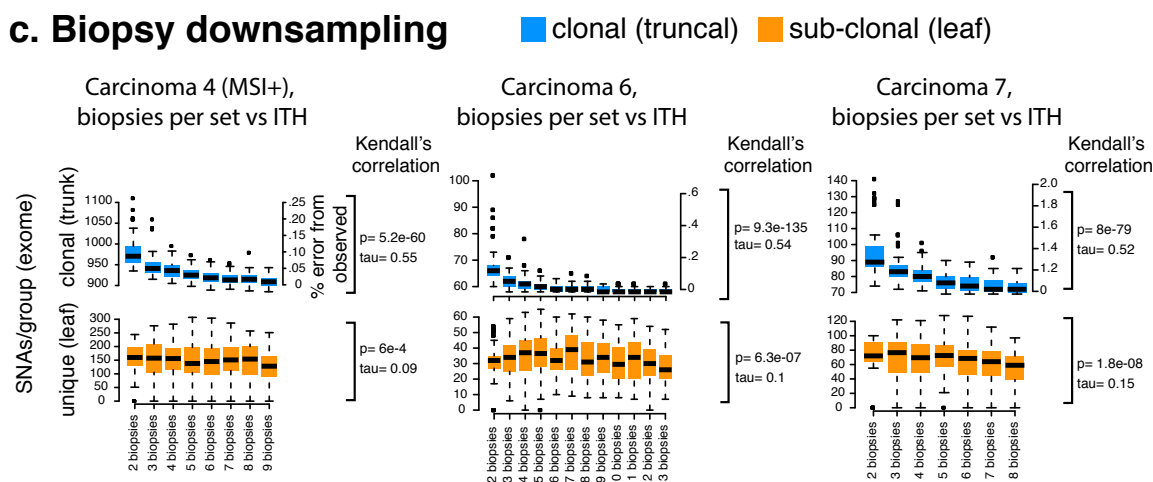 c. Biopsy downsampling
clonal (truncal)
sub-clonal (leaf)
Carcinoma 4 (MSI+),
biopsies per set vs ITH
Kendall's
correlation
SNAs/group (exome)
clonal (trunk)
1100
1000
950
900
.25
.20
.10
.05
0
% error from
observed
p= 5.2e-60
tau= 0.55
unique (leaf)
300
250
200
150
100
50
0
p= 6e-4
tau= 0.09
2 biopsies
3 biopsies
4 biopsies
5 biopsies
6 biopsies
7 biopsies
8 biopsies
9 biopsies
Carcinoma 6,
biopsies per set vs ITH
Kendall's
correlation
100
90
80
70
60
.6
.4
.2
0
p= 9.3e-135
tau= 0.54
60
50
40
30
20
10
0
p= 6.3e-07
tau= 0.1
2 biopsies
3 biopsies
4 biopsies
5 biopsies
6 biopsies
7 biopsies
8 biopsies
9 biopsies
0 biopsies
1 biopsies
2 biopsies
3 biopsies
Carcinoma 7,
biopsies per set vs ITH
Kendall's
correlation
140
130
120
110
100
90
80
70
2.0
1.8
1.4
1.2
1.0
p= 8e-79
tau= 0.52
120
100
80
60
40
20
0
p= 1.8e-08
tau= 0.15
2 biopsies
3 biopsies
4 biopsies
5 biopsies
6 biopsies
7 biopsies
8 biopsies